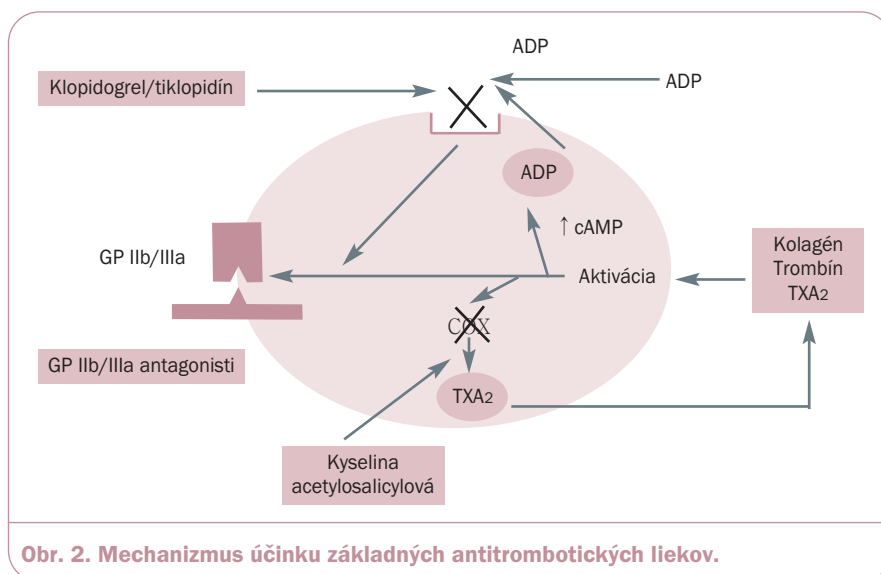 ADP
Klopidogrel/tiklopidín
ADP
ADP
↑ cAMP
Kolagén
Trombín
TXA2
GP IIb/IIIa
Aktivácia
COX
GP IIb/IIIa antagonisti
TXA2
Kyselina
acetylosalicylová
Obr. 2. Mechanizmus účinku základných antitrombotických liekov.